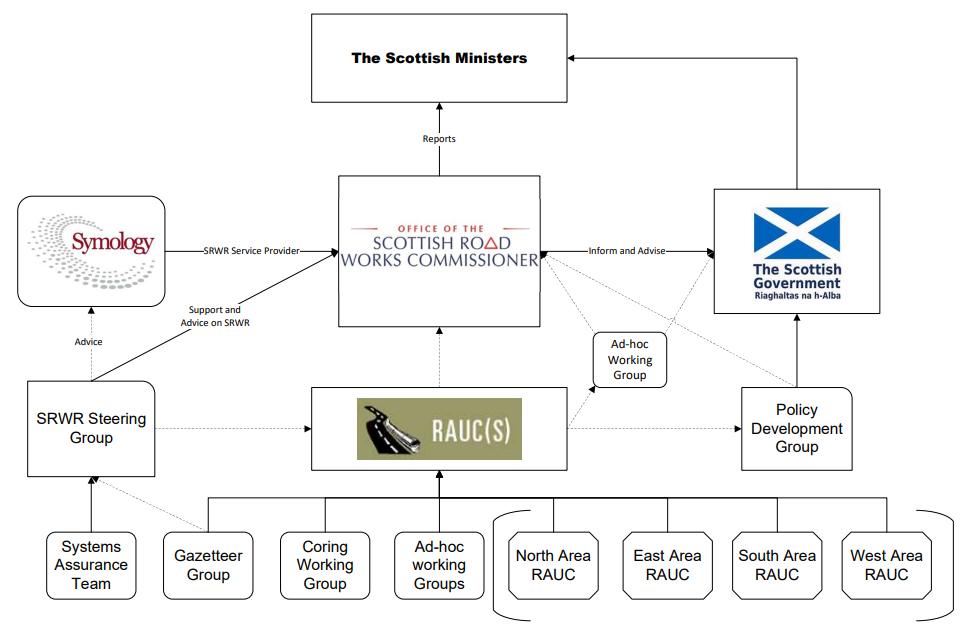 The Scottish Ministers
Reports
Symology
SRWR Service Provider
OFFICE OF THE
SCOTTISH ROAD
WORKS COMMISSIONER
Inform and Advise
The Scottish
Government
Riaghaltas na h-Alba
Support and
Advice on SRWR
Advice
Ad-hoc
Working
Group
SRWR Steering
Group
RAUC(S)
Policy
Development
Group
Systems
Assurance
Team
Gazetteer
Group
Coring
Working
Group
Ad-hoc
working
Groups
North Area
RAUC
East Area
RAUC
South Area
RAUC
West Area
RAUC